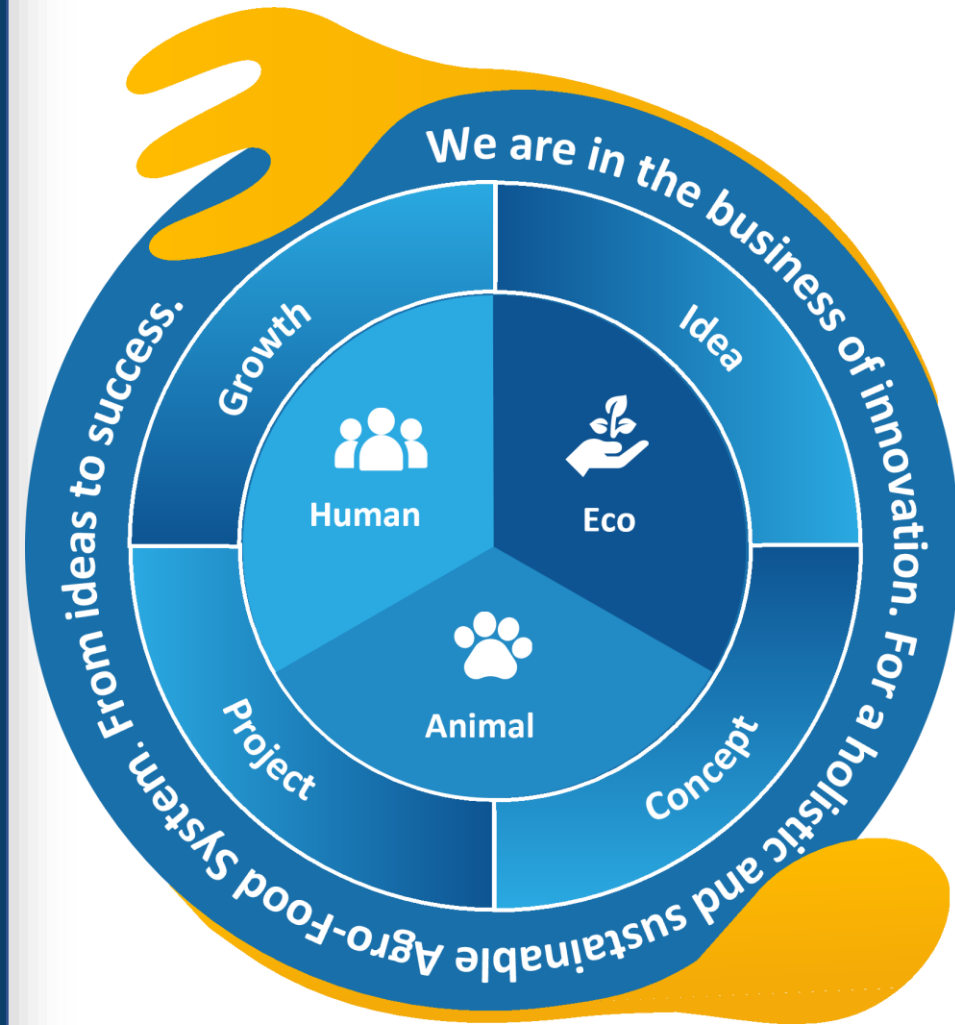 We are in the business of innovation. For a holistic and sustainable Agro-Food System. From ideas to success.
Growth
Idea
Human
Eco
Animal
Project
Concept